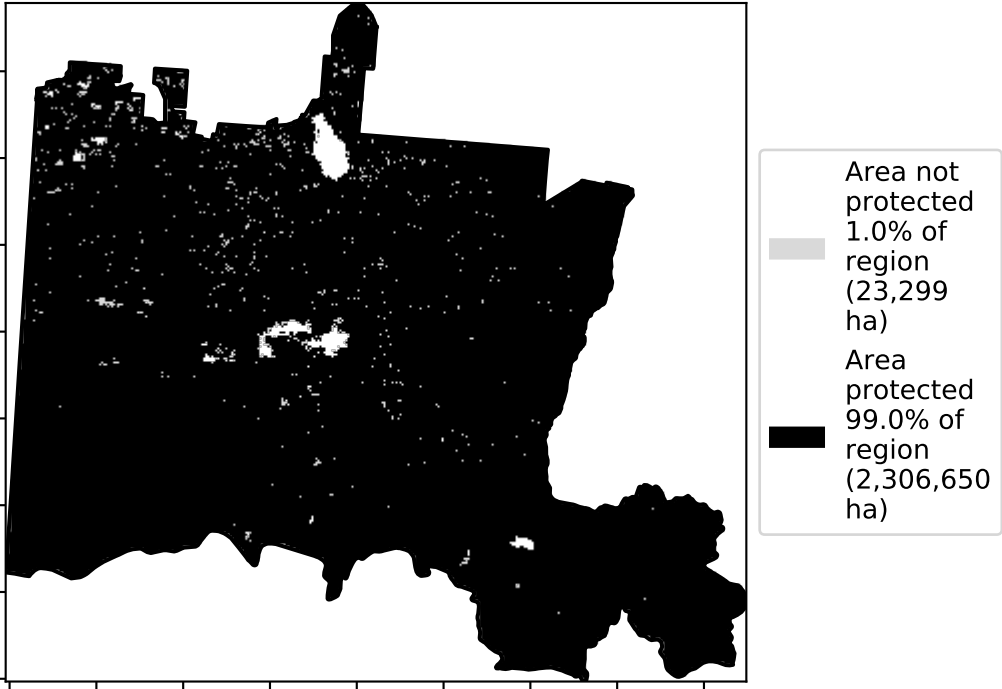 Area not
protected
1.0% of
region
(23,299
ha)
Area
protected
99.0% of
region
(2,306,650
ha)